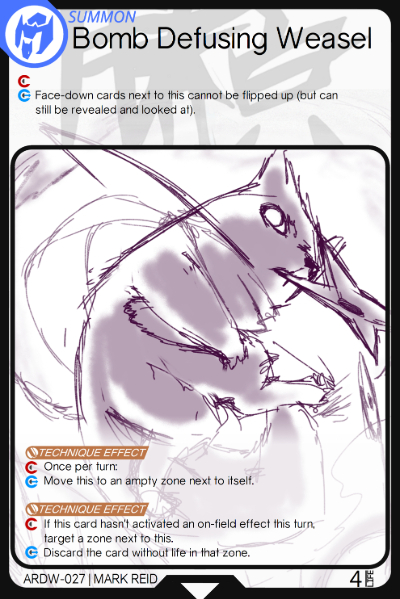 SUMMON
Bomb Defusing Weasel
C
C Face-down cards next to this cannot be flipped up (but can
still be revealed and looked at).
TECHNIQUE EFFECT
C Once per turn:
C Move this to an ampty zone next to itself.
TECHNIQUE EFFECT
C If this card hasn't activated an on-field effect this turn,
target a zone next to this.
C Discard the card without life in that zone.
ARDW-027 | MARK REID
4 LIFE